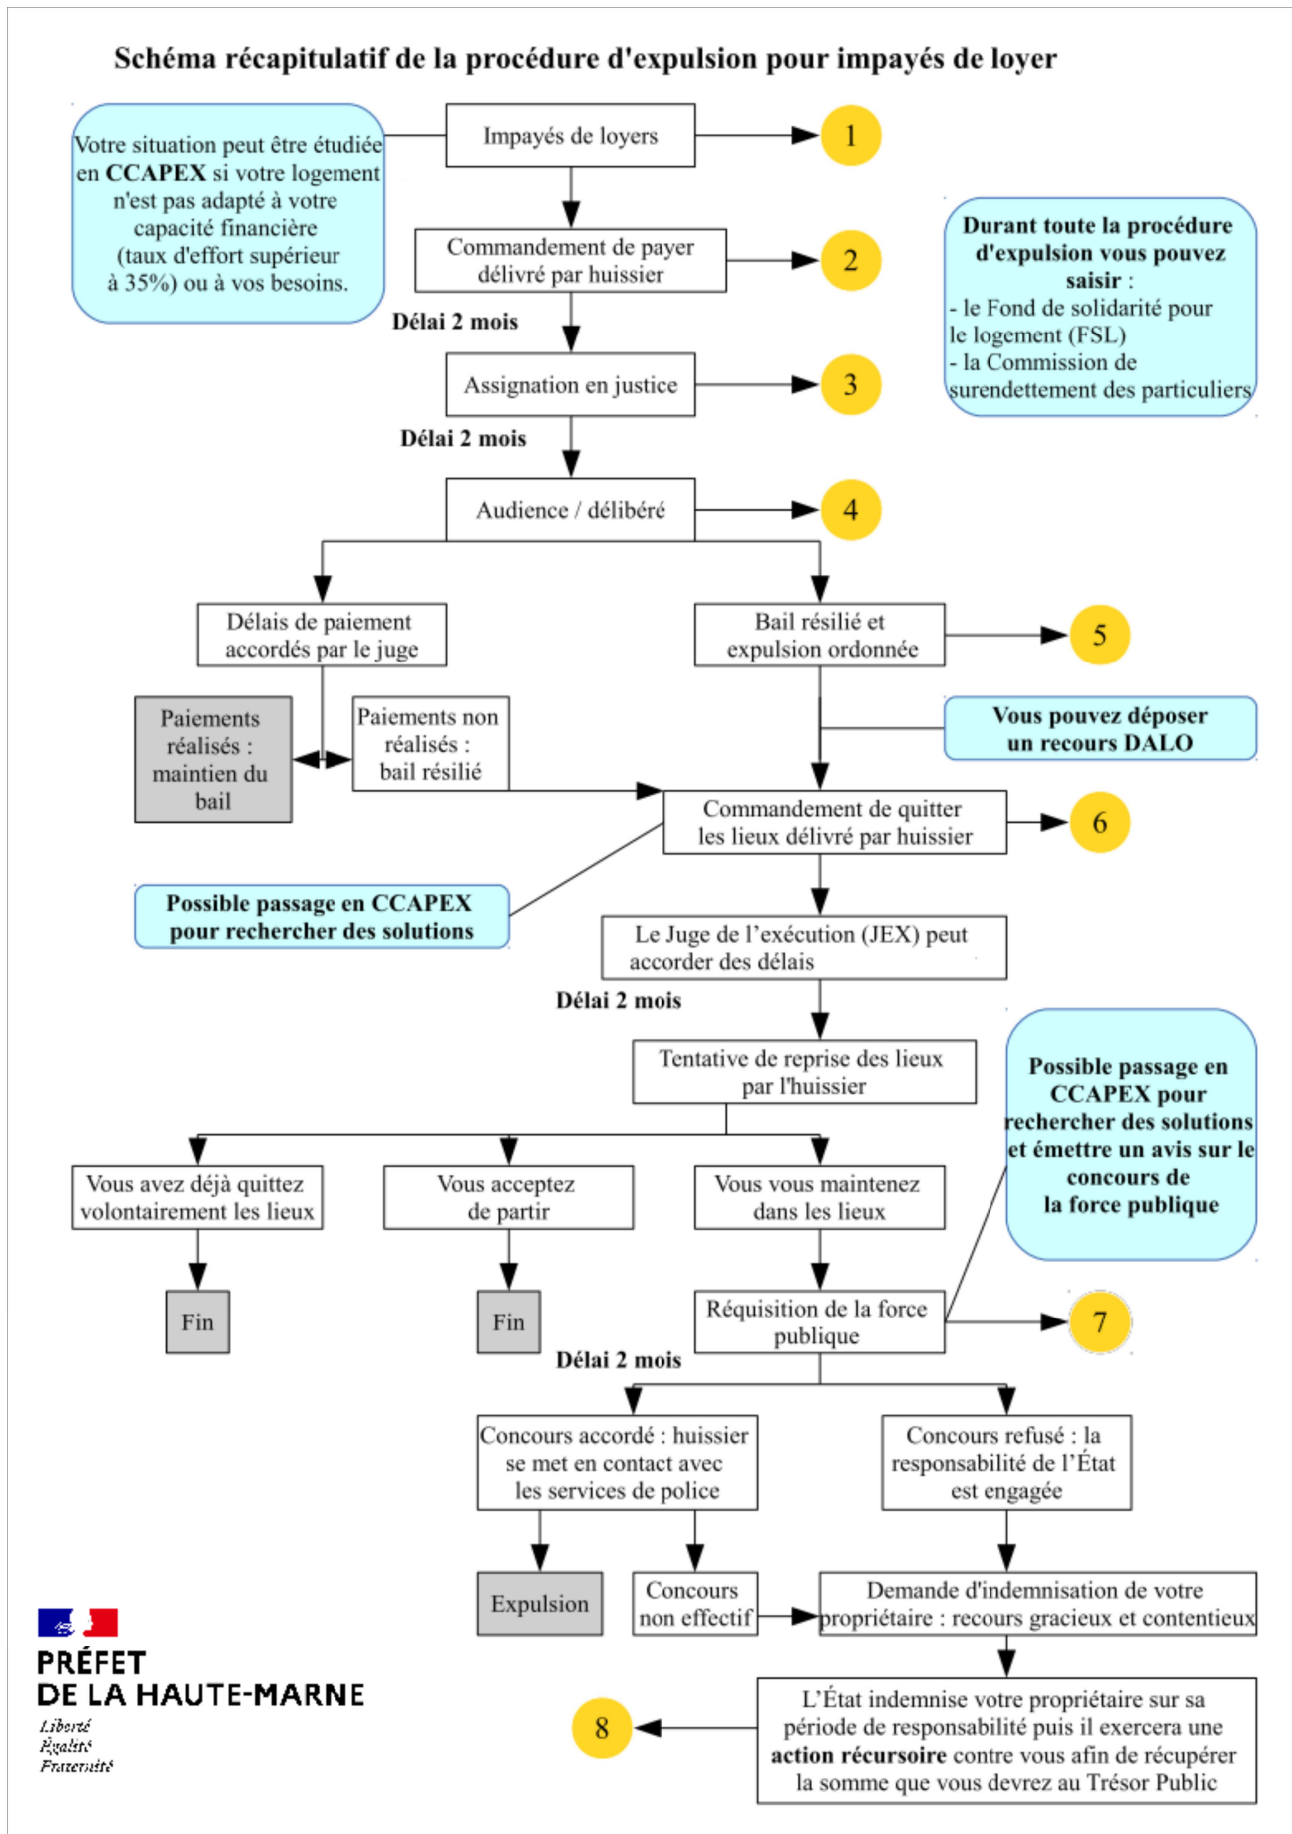 Schéma récapitulatif de la procédure d'expulsion pour impayés de loyer
Votre situation peut être étudiée
en CCAPEX si votre logement
n'est pas adapté à votre
capacité financière
(taux d'effort supérieur
à 35%) ou à vos besoins.
Impayés de loyers
1
Durant toute la procédure
d'expulsion vous pouvez
saisir :
- le Fond de solidarité pour
le logement (FSL)
- la Commission de
surendettement des particuliers
Commandement de payer
délivré par huissier
2
Délai 2 mois
Assignation en justice
3
Délai 2 mois
Audience / délibéré
4
Délais de paiement
accordés par le juge
Bail résilié et
expulsion ordonnée
5
Paiements
réalisés :
maintien du
bail
Paiements non
réalisés :
bail résilié
Vous pouvez déposer
un recours DALO
Commandement de quitter
les lieux délivré par huissier
6
Possible passage en CCAPEX
pour rechercher des solutions
Le Juge de l’exécution (JEX) peut
accorder des délais
Délai 2 mois
Tentative de reprise des lieux
par l'huissier
Possible passage en
CCAPEX pour
rechercher des solutions
et émettre un avis sur le
concours de
la force publique
Vous avez déjà quittez
volontairement les lieux
Vous acceptez
de partir
Vous vous maintenez
dans les lieux
Fin
Fin
Réquisition de la force
publique
7
Délai 2 mois
Concours accordé : huissier
se met en contact avec
les services de police
Concours refusé : la
responsabilité de l’État
est engagée
Expulsion
Concours
non effectif
Demande d'indemnisation de votre
propriétaire : recours gracieux et contentieux
L’État indemnise votre propriétaire sur sa
période de responsabilité puis il exercera une
action récursoire contre vous afin de récupérer
la somme que vous devrez au Trésor Public
8
PRÉFET
DE LA HAUTE-MARNE
Liberté
Égalité
Fraternité